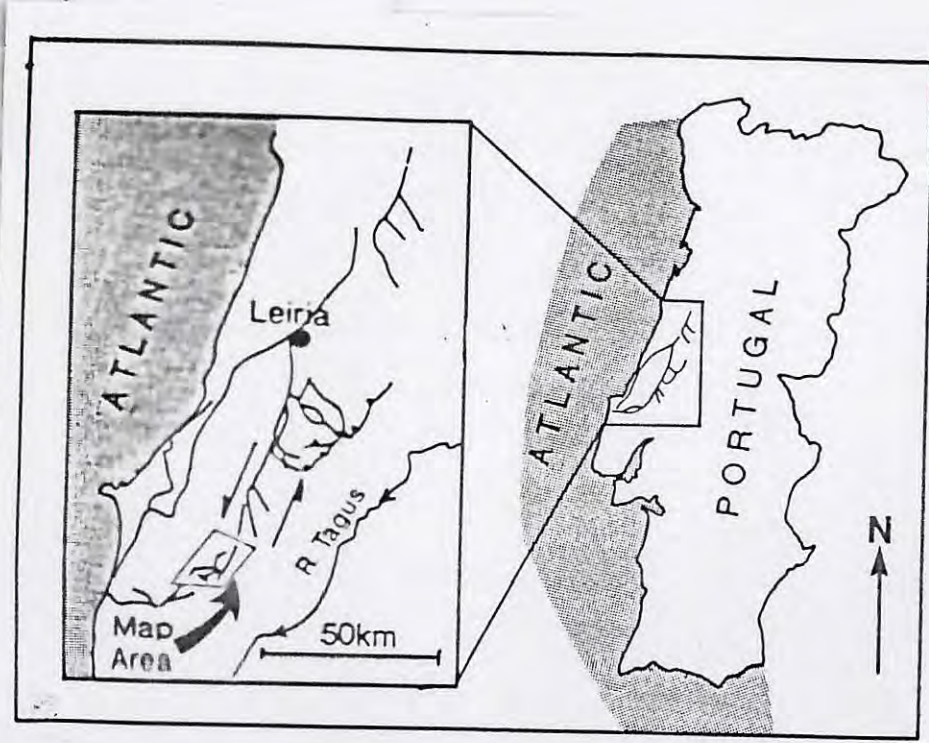 ATLANTIC
Leiria
R Tagus
Map
Area
50km
ATLANTIC
PORTUGAL
N